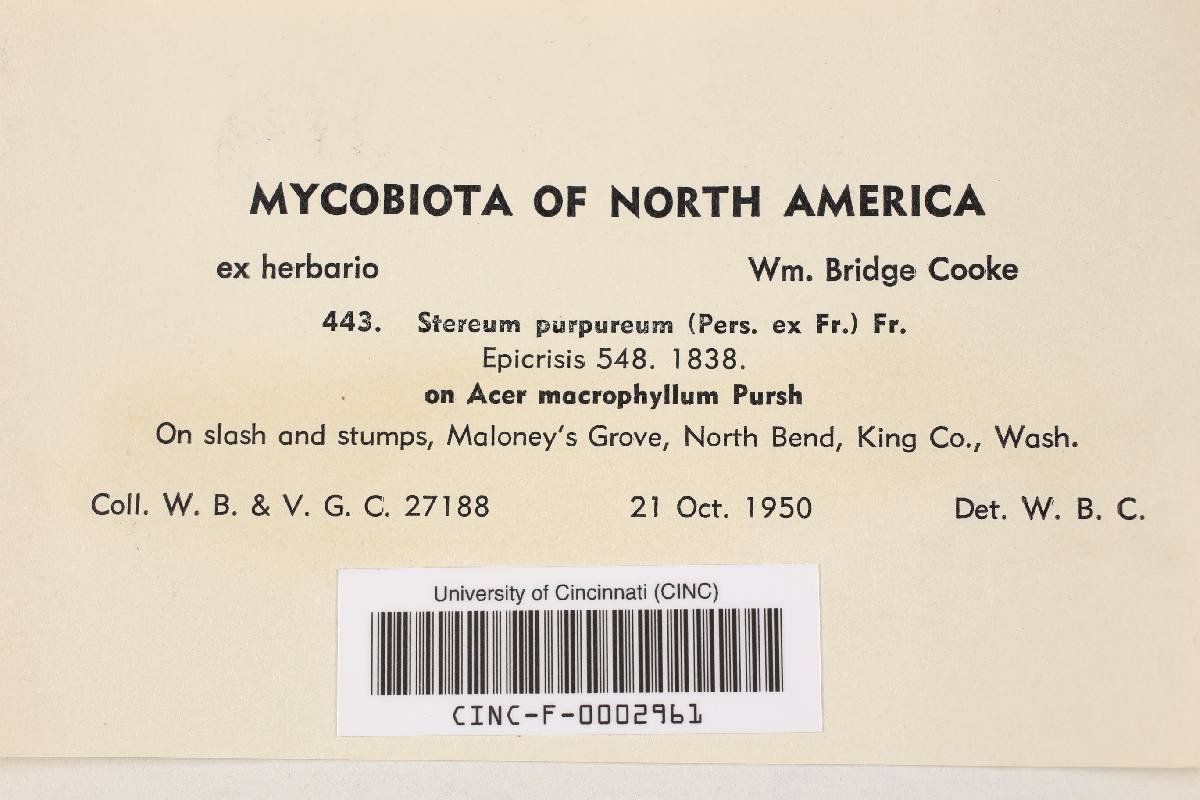 MYCOBIOTA OF NORTH AMERICA
ex herbario Wm. Bridge Cooke
443. Stereum purpureum (Pers. ex Fr.) Fr.
Epicrisis 548. 1838.
on Acer macrophyllum Pursh
On slash and stumps, Maloney's Grove, North Bend, King Co., Wash.
Coll. W. B. & V. G. C. 27188 21 Oct. 1950 Det. W. B. C.
University of Cincinnati (CINC)
CINC-F-0002961